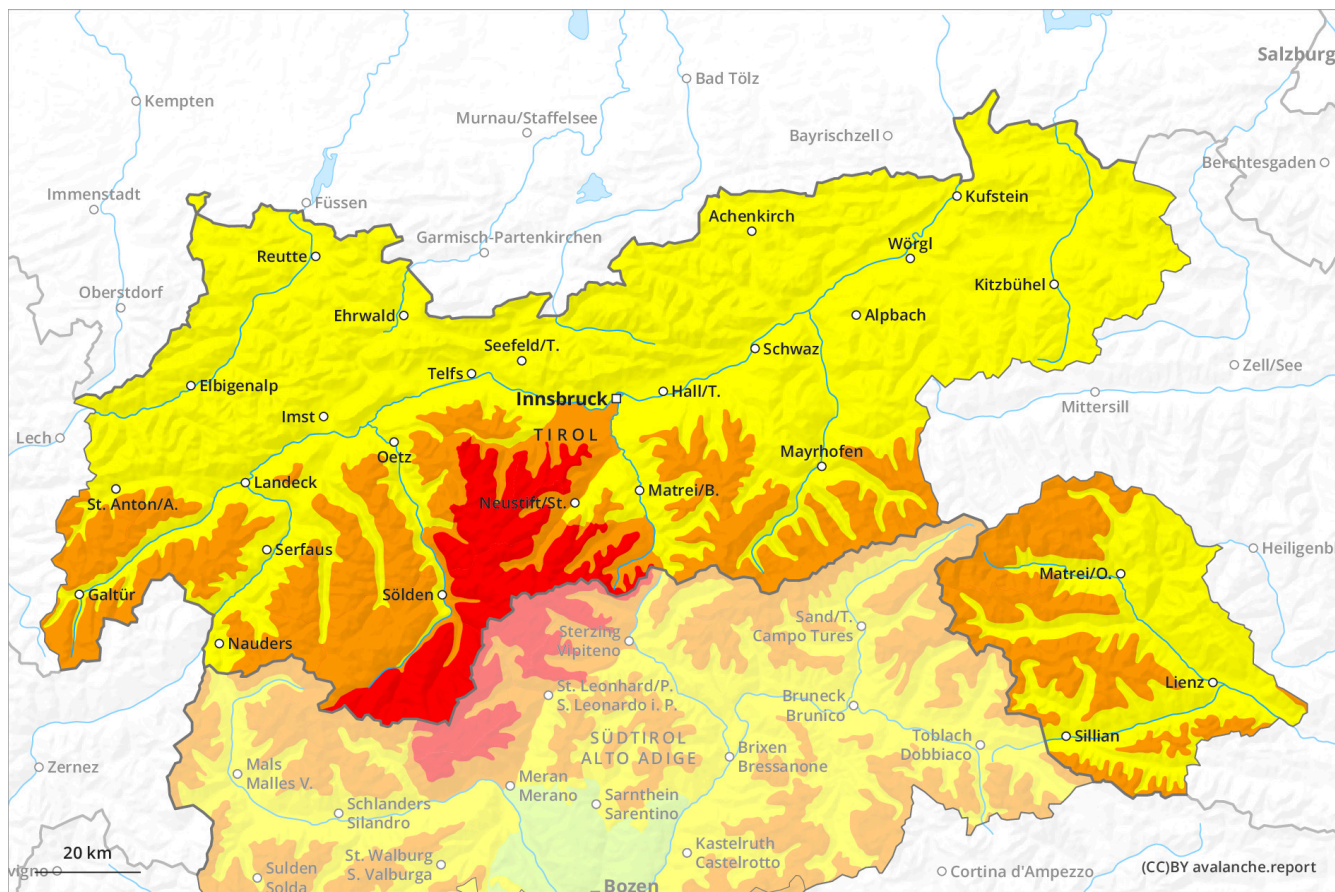 Salzburg
Bad Tölz
Kempten
Murnau/Staffelsee
Bayrischzell
Berchtesgaden
Immenstadt
Füssen
Kufstein
Achenkirch
Garmisch-Partenkirchen
Wörgl
Reutte
Kitzbühel
Oberstdorf
Ehrwald
Alpbach
Seefeld/T.
Schwaz
Zell/See
Telfs
Elbigenalp
Hall/T.
Innsbruck
Mittersill
Imst
Lech
TIROL
Oetz
Mayrhofen
Landeck
St. Anton/A.
Matrei/B.
Neustift/St.
Serfaus
Heiligenb
Matrei/O.
Galtür
Sölden
Sand/T.
Campo Tures
Sterzing
Vipiteno
Nauders
Lienz
St. Leonhard/P.
S. Leonardo i. P.
Bruneck
Brunico
Sillian
SÜDTIROL
ALTO ADIGE
Toblach
Dobbiaco
Brixen
Bressanone
Zernez
Mals
Malles V.
Meran
Merano
Sarnthein
Sarentino
Schlanders
Silandro
Kastelruth
Castelrotto
20 km
St. Walburg
S. Valburga
vigno
Cortina d'Ampezzo
(CC)BY avalanche.report
Sulden
Solda
Bozen